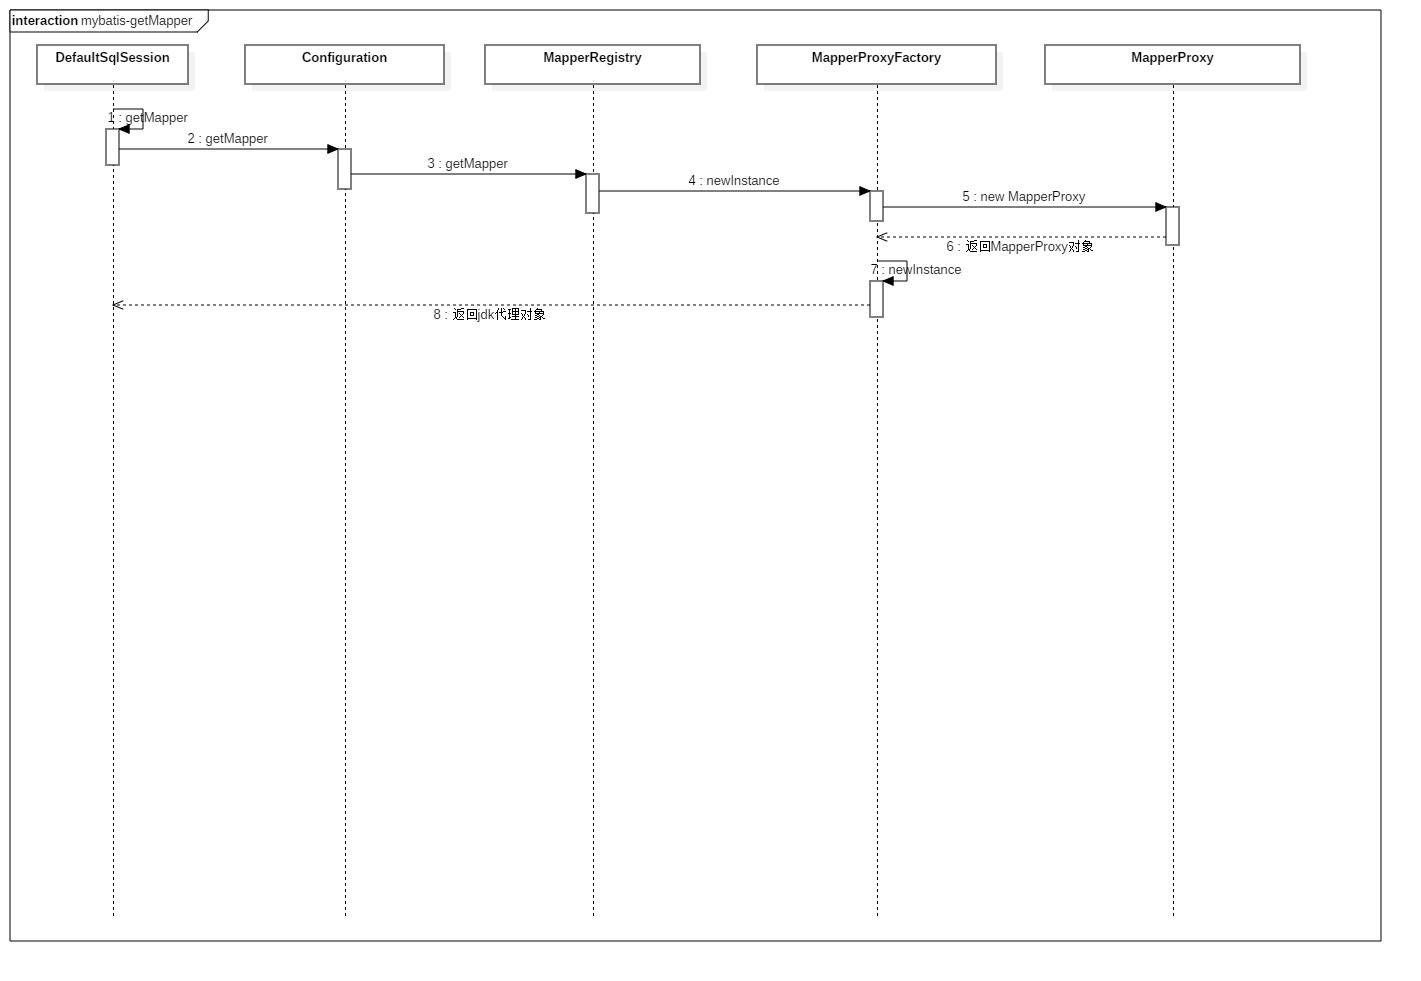 interaction mybatis-getMapper
DefaultSqlSession
Configuration
MapperRegistry
MapperProxyFactory
MapperProxy
1 : getMapper
2 : getMapper
3 : getMapper
4 : newInstance
5 : new MapperProxy
6 : 返回MapperProxy对象
7 : newInstance
8 : 返回jdk代理对象